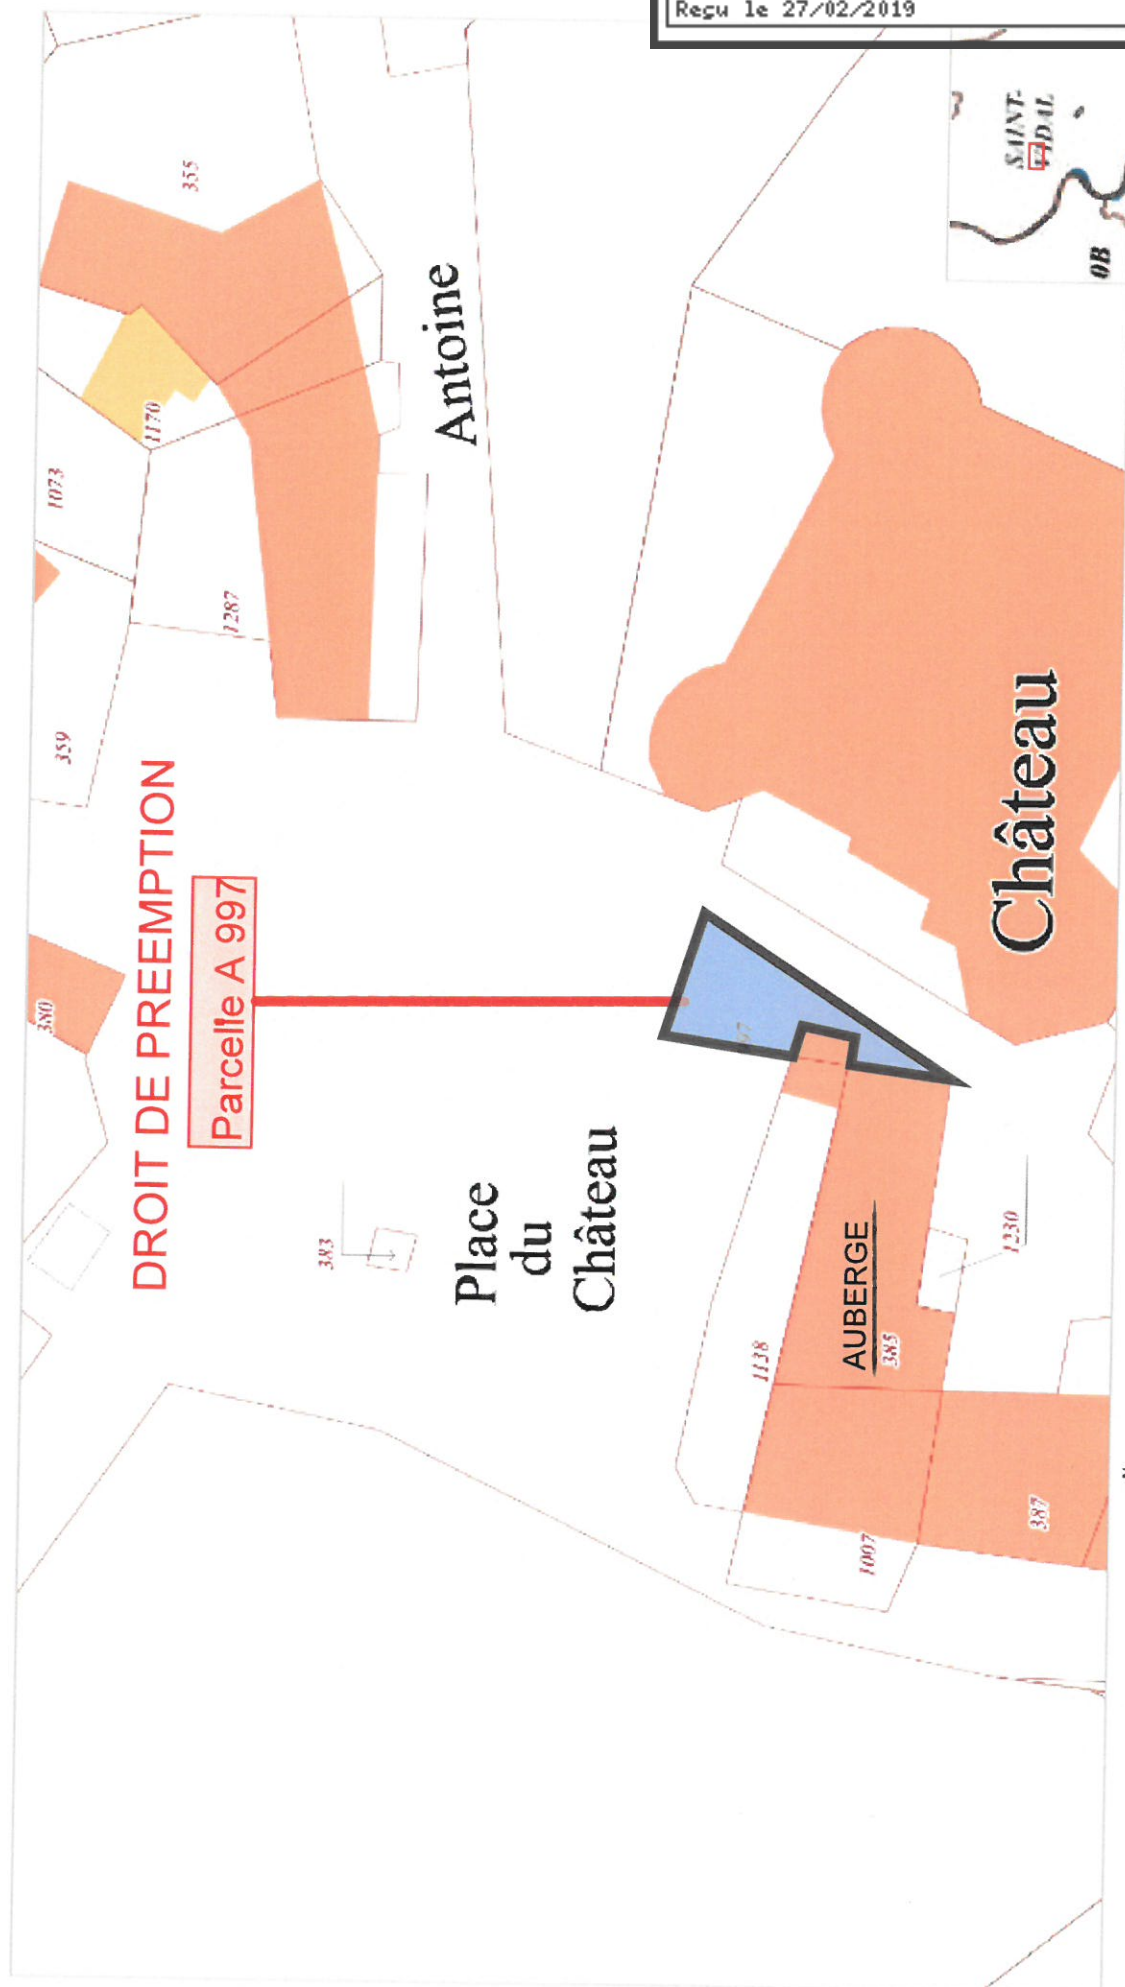 Reçu le 27/02/2019
SAINT-
0B
355
Antoine
1170
1073
1287
359
DROIT DE PREEMPTION
Parcelle A 997
380
383
Place
du
Château
Château
97
AUBERGE
385
1138
1230
1007
387